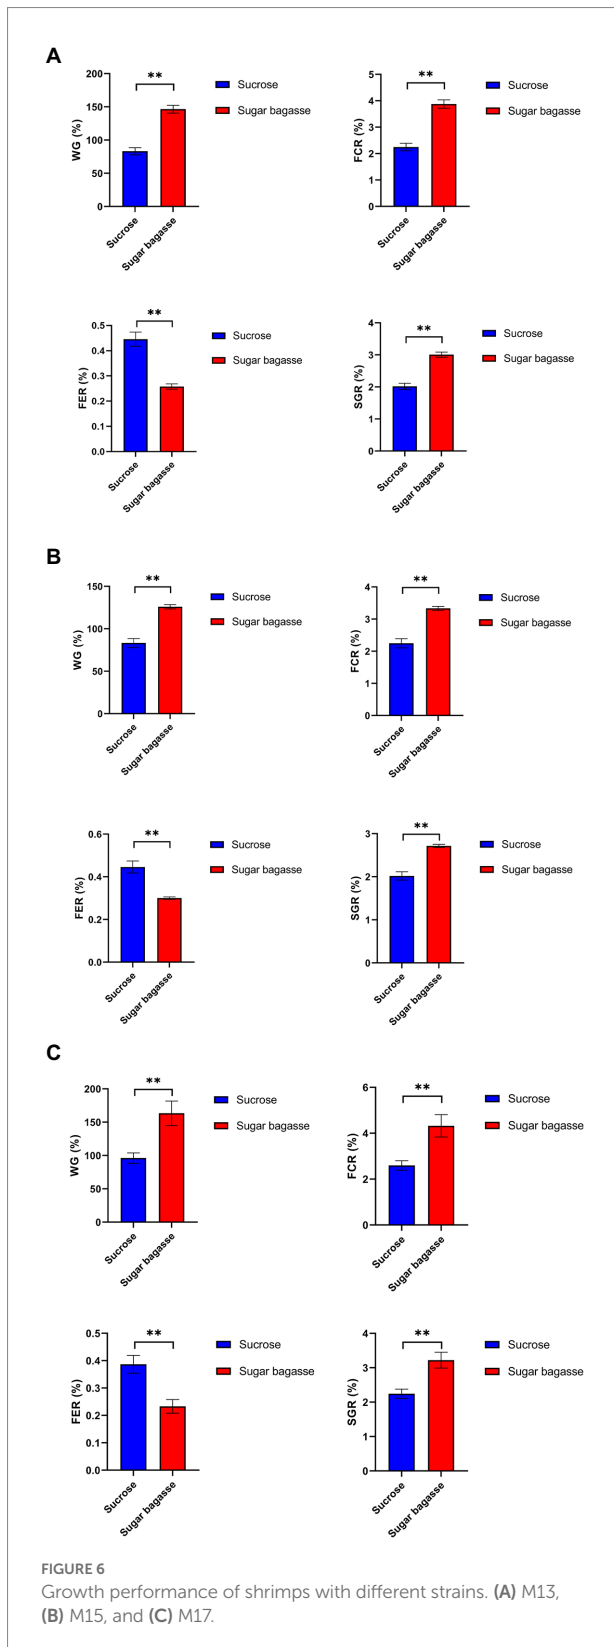 A
WG (%)
200
150
100
50
0
**
Sucrose
Sugar bagasse
Sucrose
Sugar bagasse
FCR (%)
5
4
3
2
1
0
**
Sucrose
Sugar bagasse
Sucrose
Sugar bagasse
FER (%)
0.5
0.4
0.3
0.2
0.1
0.0
**
Sucrose
Sugar bagasse
Sucrose
Sugar bagasse
SGR (%)
4
3
2
1
0
**
Sucrose
Sugar bagasse
Sucrose
Sugar bagasse
B
WG (%)
150
100
50
0
**
Sucrose
Sugar bagasse
Sucrose
Sugar bagasse
FCR (%)
4
3
2
1
0
**
Sucrose
Sugar bagasse
Sucrose
Sugar bagasse
FER (%)
0.6
0.4
0.2
0.0
**
Sucrose
Sugar bagasse
Sucrose
Sugar bagasse
SGR (%)
3
2
1
0
**
Sucrose
Sugar bagasse
Sucrose
Sugar bagasse
C
WG (%)
200
150
100
50
0
**
Sucrose
Sugar bagasse
Sucrose
Sugar bagasse
FCR (%)
6
4
2
0
**
Sucrose
Sugar bagasse
Sucrose
Sugar bagasse
FER (%)
0.5
0.4
0.3
0.2
0.1
0.0
**
Sucrose
Sugar bagasse
Sucrose
Sugar bagasse
SGR (%)
4
3
2
1
0
**
Sucrose
Sugar bagasse
Sucrose
Sugar bagasse
FIGURE 6
Growth performance of shrimps with different strains. (A) M13,
(B) M15, and (C) M17.